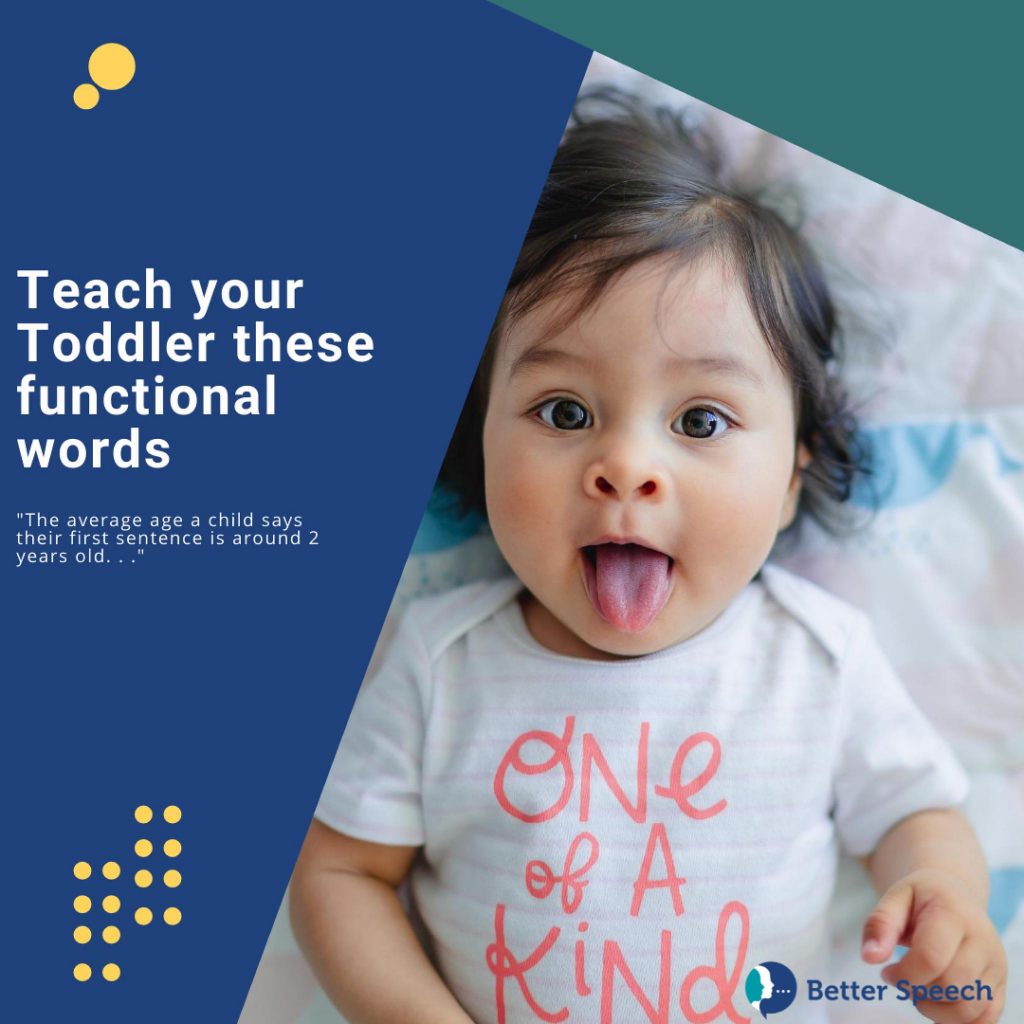 Teach your
Toddler these
functional
words
"The average age a child says
their first sentence is around 2
years old. . ."
ONe
of A
KiNd
Better Speech